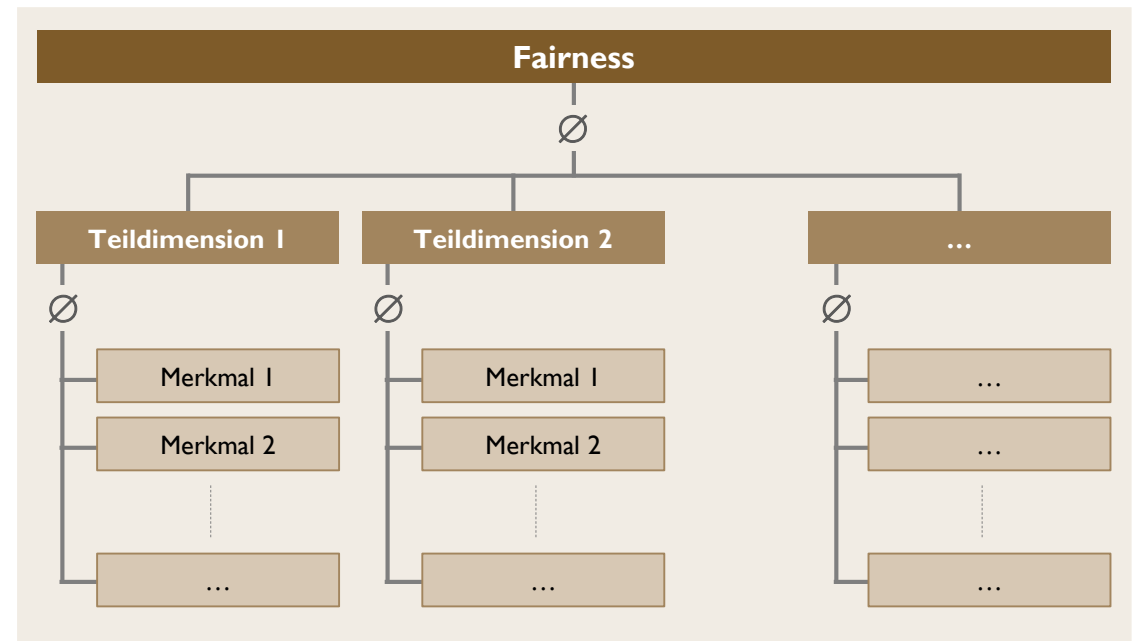 Fairness
∅
Teildimension 1
Teildimension 2
...
∅
∅
∅
Merkmal 1
Merkmal 1
...
Merkmal 2
Merkmal 2
...
...
...
...